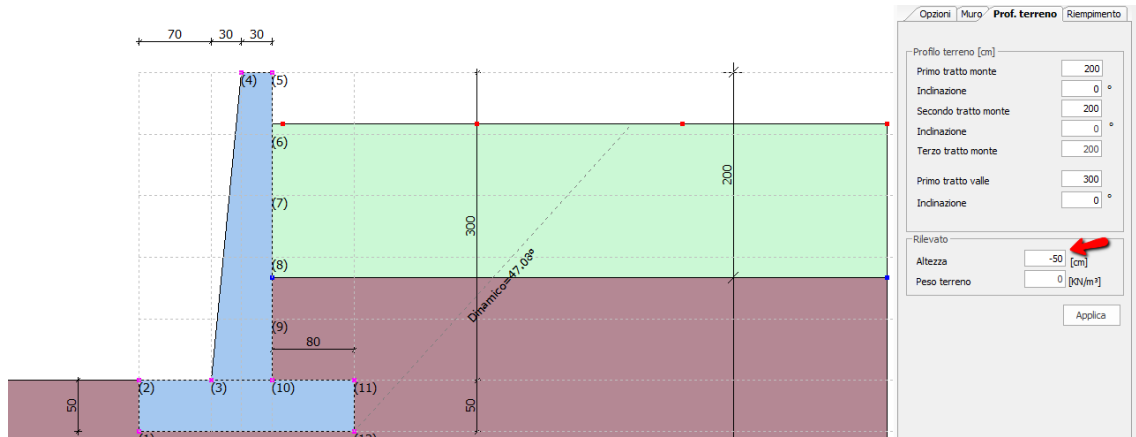 Opzioni Muro Prof. terreno Riempimento
70 30 30
Profilo terreno [cm]
Primo tratto monte 200
Inclinazione 0 °
Secondo tratto monte 200
Inclinazione 0 °
Terzo tratto monte 200
Primo tratto valle 300
Inclinazione 0 °
Rilevato
Altezza -50 [cm]
Peso terreno 0 [KN/m³]
Applica
(4) (5)
(6)
(7)
200
300
(8)
Dinamico=47.03°
(9)
80
(2) (3) (10) (11)
50 50
(1) (12)